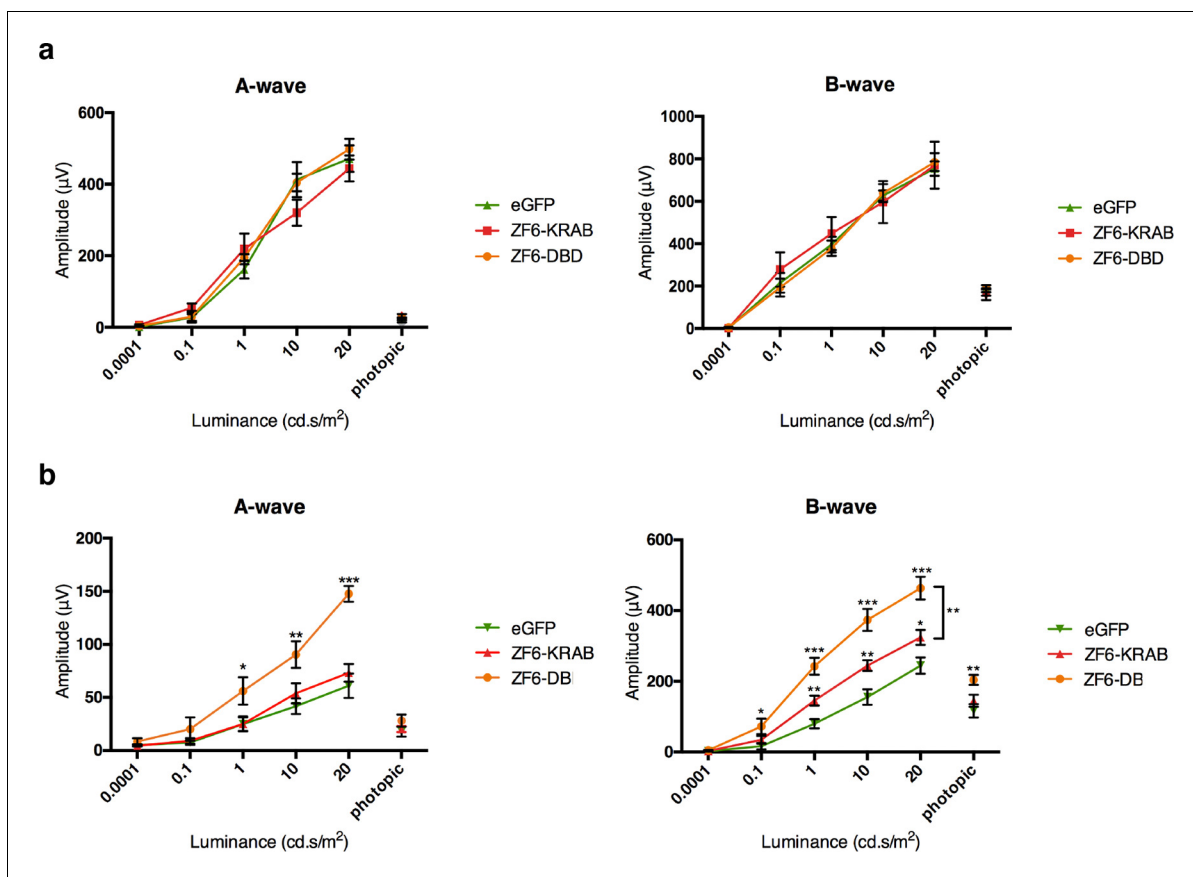 a
A-wave
600
400
200
0
Amplitude (µV)
0.0001
0.1
1
10
20
photopic
Luminance (cd.s/m²)
eGFP
ZF6-KRAB
ZF6-DBD
B-wave
1000
800
600
400
200
0
Amplitude (µV)
0.0001
0.1
1
10
20
photopic
Luminance (cd.s/m²)
eGFP
ZF6-KRAB
ZF6-DBD
b
A-wave
200
150
100
50
0
Amplitude (µV)
*
**
***
0.0001
0.1
1
10
20
photopic
Luminance (cd.s/m²)
eGFP
ZF6-KRAB
ZF6-DB
B-wave
600
400
200
0
Amplitude (µV)
*
***
**
***
**
***
*
**
**
0.0001
0.1
1
10
20
photopic
Luminance (cd.s/m²)
eGFP
ZF6-KRAB
ZF6-DB